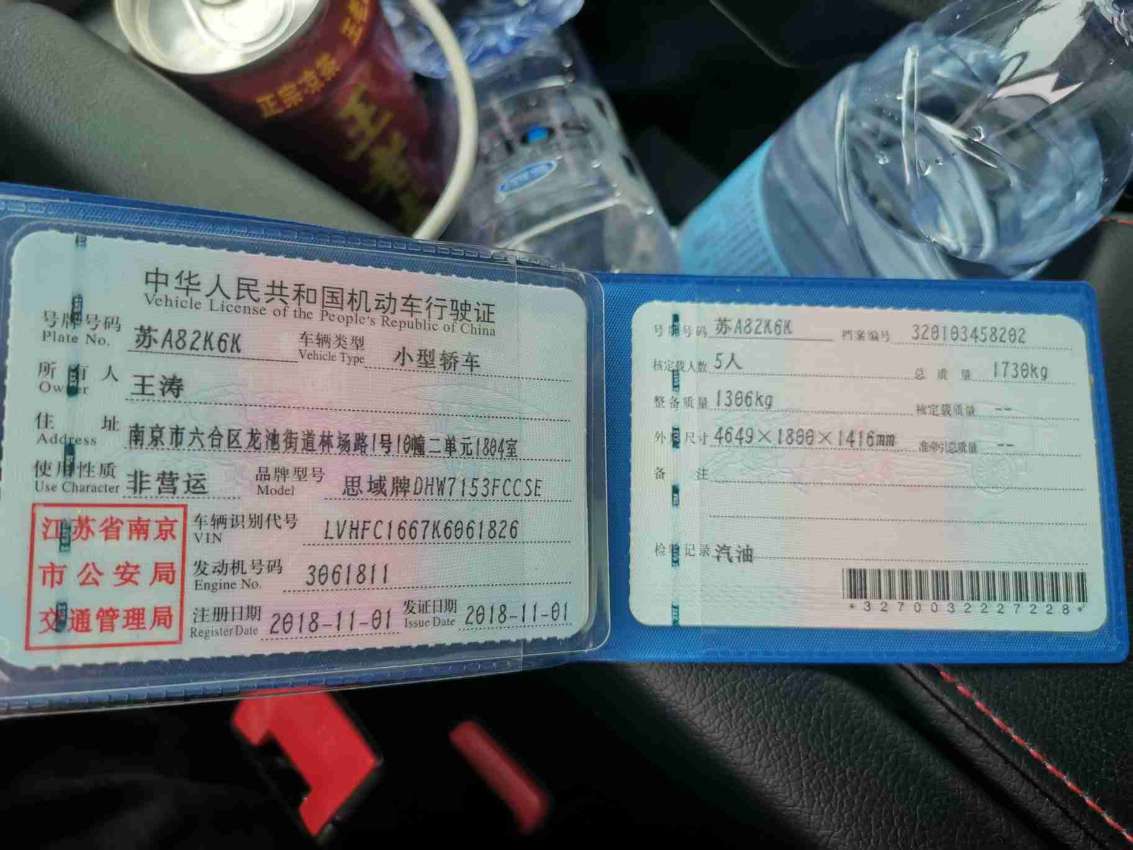 正宗凉茶
王老
中华人民共和国机动车行驶证
Vehicle License of the People's Republic of China
号牌号码 苏A82K6K 车辆类型 小型轿车
Plate No. Vehicle Type
所有人 王涛
Owner
住址 南京市六合区龙池街道林场路1号10幢二单元1804室
Address
使用性质 非营运 品牌型号 思域牌DHW7153FCCSE
Use Character Model
江苏省南京
市公安局
交通管理局
车辆识别代号 LVHFC1667K6061826
VIN
发动机号码 3061811
Engine No.
注册日期 2018-11-01 发证日期 2018-11-01
Register Date Issue Date
号牌号码 苏A82K6K 档案编号 320103458202
核定载人数 5人 总质量 1730kg
整备质量 1306kg 核定载质量 --
外廓尺寸 4649×1800×1416mm 准牵引总质量 --
备注
检验记录 汽油
*3270032227228*